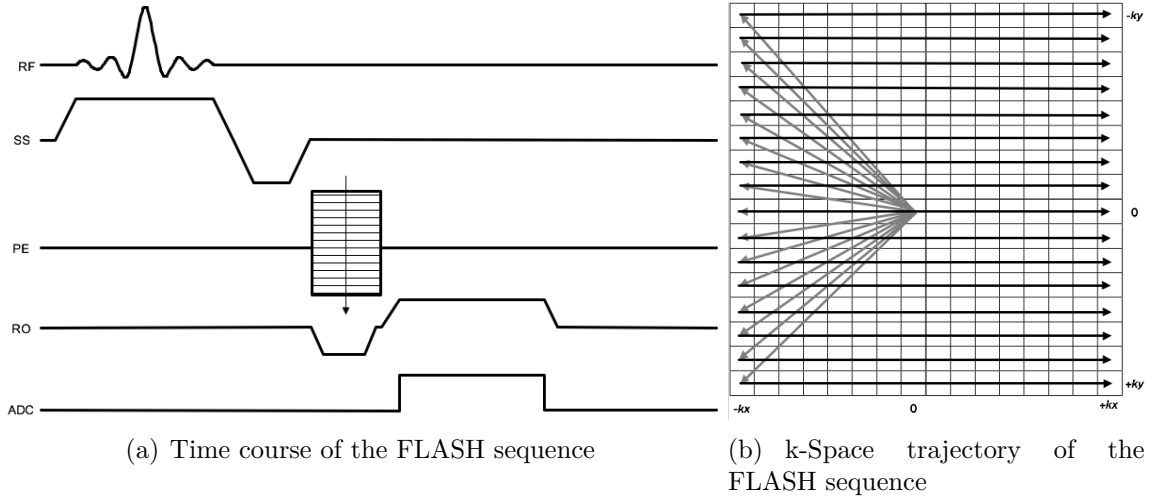 RF
SS
PE
RO
ADC
-ky
0
+ky
-kx
0
+kx
(a) Time course of the FLASH sequence
(b) k-Space trajectory of the
FLASH sequence